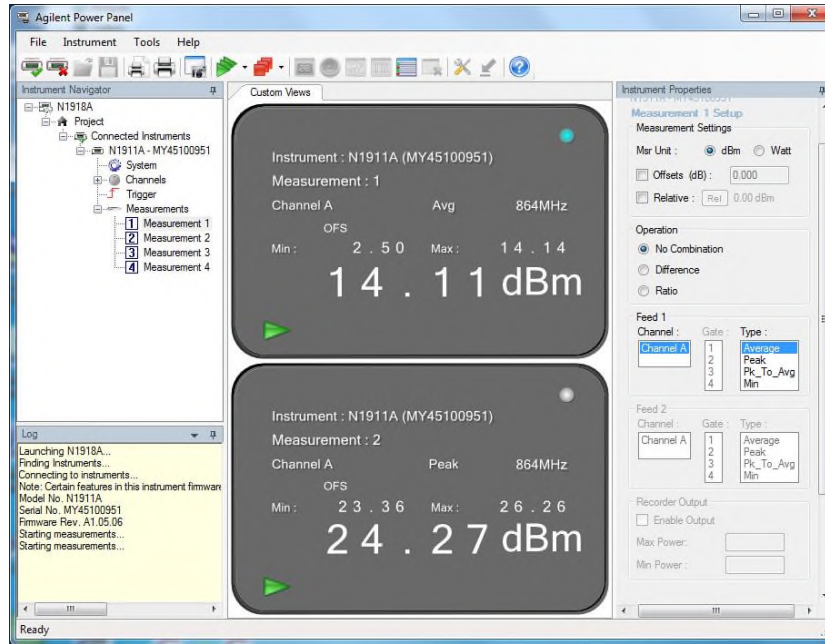 Agilent Power Panel
File Instrument Tools Help
Instrument Navigator
N1918A
Project
Connected Instruments
N1911A - MY45100951
System
Channels
Trigger
Measurements
1 Measurement 1
2 Measurement 2
3 Measurement 3
4 Measurement 4
Log
Launching N1918A...
Finding Instruments...
Connecting to instruments...
Note: Certain features in this instrument firmware
Model No. N1911A
Serial No. MY45100951
Firmware Rev. A1.05.06
Starting measurements...
Starting measurements...
Custom Views
Instrument : N1911A (MY45100951)
Measurement : 1
Channel A Avg 864MHz
OFS
Min : 2 . 50 Max : 14 . 14
14 . 11 dBm
Instrument : N1911A (MY45100951)
Measurement : 2
Channel A Peak 864MHz
OFS
Min : 23 . 36 Max : 26 . 26
24 . 27 dBm
Instrument Properties
Measurement 1 Setup
Measurement Settings
Msr Unit : dBm Watt
Offsets (dB) : 0.000
Relative : Rel 0.00 dBm
Operation
No Combination
Difference
Ratio
Feed 1
Channel : Gate : Type :
Channel A 1 Average
2 Peak
3 Pk_To_Avg
4 Min
Feed 2
Channel : Gate : Type :
Channel A 1 Average
2 Peak
3 Pk_To_Avg
4 Min
Recorder Output
Enable Output
Max Power:
Min Power :
Ready